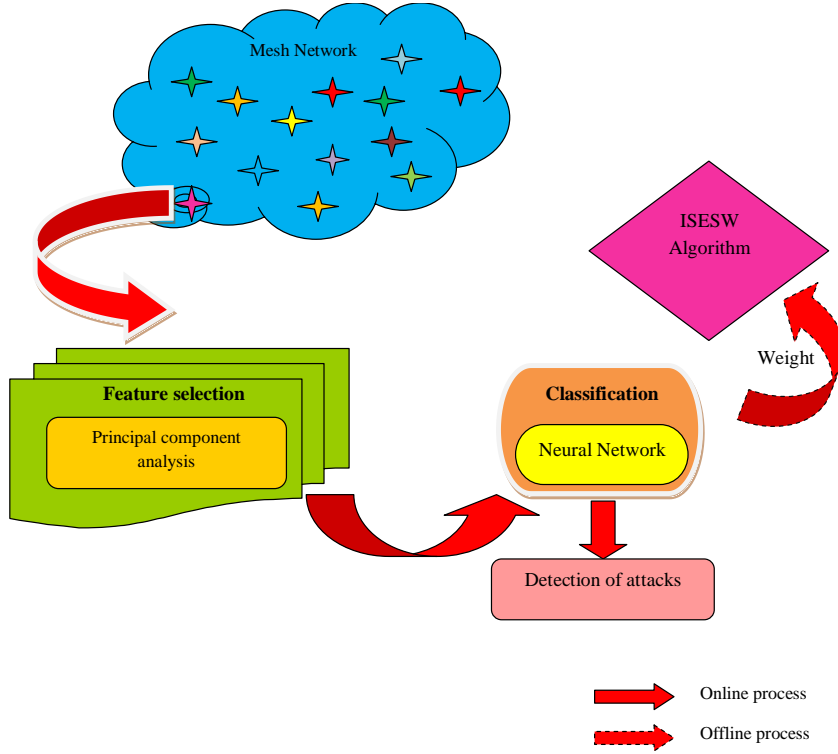 Mesh Network
ISESW
Algorithm
Weight
Feature selection
Principal component
analysis
Classification
Neural Network
Detection of attacks
Online process
Offline process